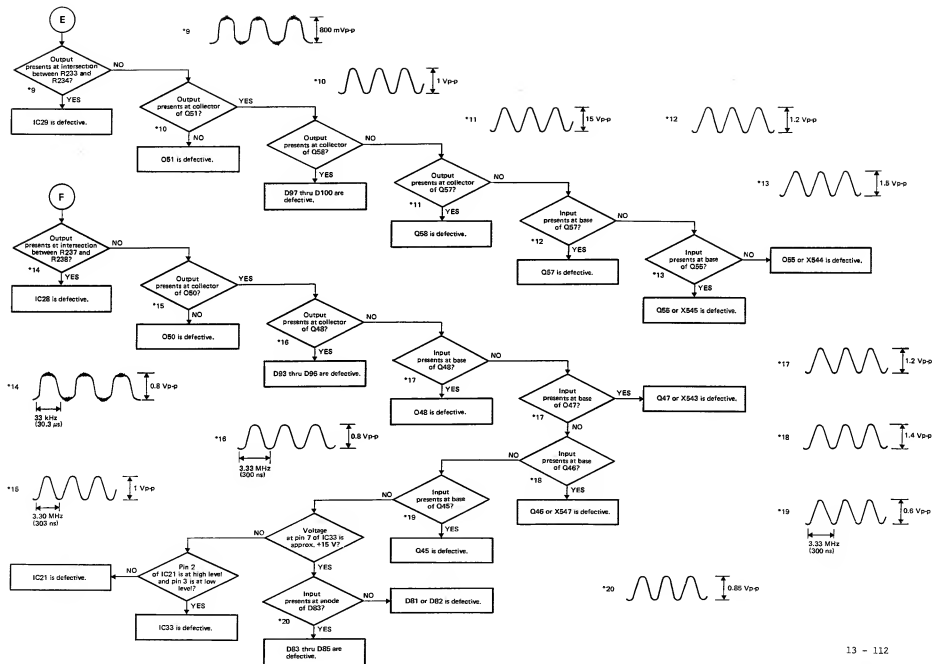 E
*9
800 mVp-p
Output
presents at intersection
between R233 and
R234?
*9
NO
YES
IC29 is defective.
*10
1 Vp-p
Output
presents at collector
of Q51?
*10
YES
NO
O51 is defective.
*11
15 Vp-p
*12
1.2 Vp-p
Output
presents at collector
of Q58?
NO
YES
D97 thru D100 are
defective.
Output
presents at collector
of Q57?
*11
NO
YES
Q58 is defective.
*13
1.5 Vp-p
Input
presents at base
of Q57?
*12
NO
YES
Q57 is defective.
Input
presents at base
of Q56?
*13
NO
O55 or X544 is defective.
YES
Q56 or X545 is defective.
F
Output
presents at intersection
between R237 and
R238?
*14
NO
YES
IC28 is defective.
Output
presents at collector
of O50?
*15
YES
NO
O50 is defective.
Output
presents at collector
of Q48?
*16
NO
YES
D93 thru D96 are defective.
Input
presents at base
of Q48?
*17
NO
YES
O48 is defective.
Input
presents at base
of O47?
*17
YES
Q47 or X543 is defective.
NO
*17
1.2 Vp-p
*14
0.8 Vp-p
33 kHz
(30.3 µs)
*16
0.8 Vp-p
3.33 MHz
(300 ns)
Input
presents at base
of Q46?
*18
NO
YES
Q46 or X547 is defective.
*18
1.4 Vp-p
*15
1 Vp-p
3.30 MHz
(303 ns)
Input
presents at base
of Q45?
*19
NO
YES
Q45 is defective.
*19
0.6 Vp-p
3.33 MHz
(300 ns)
Voltage
at pin 7 of IC33 is
approx. +15 V?
NO
YES
Pin 2
of IC21 is at high level
and pin 3 is at low
level?
NO
IC21 is defective.
YES
IC33 is defective.
Input
presents at anode
of D83?
*20
NO
D81 or D82 is defective.
YES
D83 thru D85 are
defective.
*20
0.85 Vp-p
13 - 112